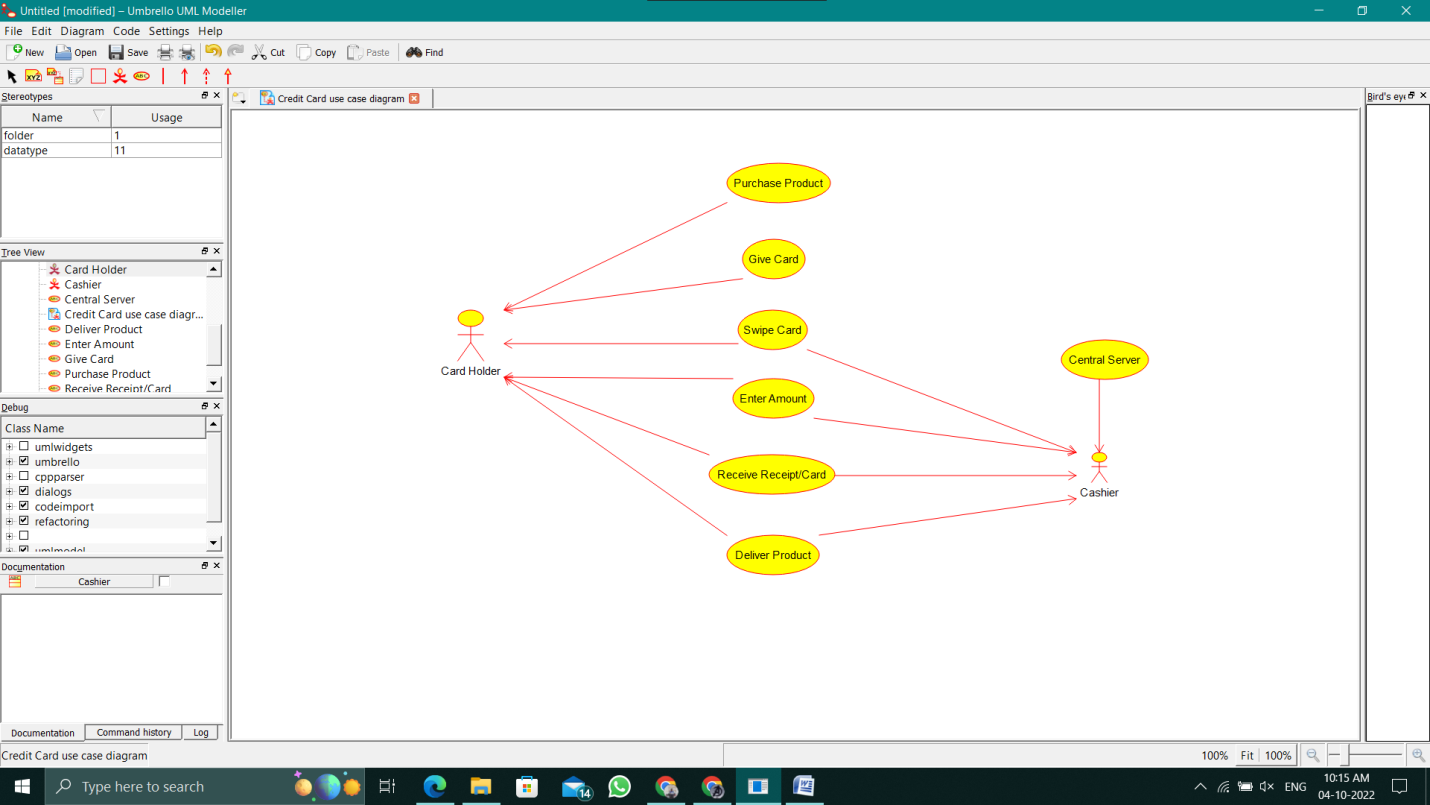 Untitled [modified] – Umbrello UML Modeller
File Edit Diagram Code Settings Help
New Open Save Cut Copy Paste Find
Stereotypes
Name Usage
folder 1
datatype 11
Tree View
Card Holder
Cashier
Central Server
Credit Card use case diagr...
Deliver Product
Enter Amount
Give Card
Purchase Product
Receive Receipt/Card
Debug
Class Name
umlwidgets
umbrello
cppparser
dialogs
codeimport
refactoring
umlmodel
Documentation
Cashier
Documentation Command history Log
Credit Card use case diagram
Credit Card use case diagram
Bird's eye
Purchase Product
Give Card
Swipe Card
Card Holder
Central Server
Enter Amount
Receive Receipt/Card
Cashier
Deliver Product
100% Fit 100%
Type here to search
14
ENG
10:15 AM
04-10-2022